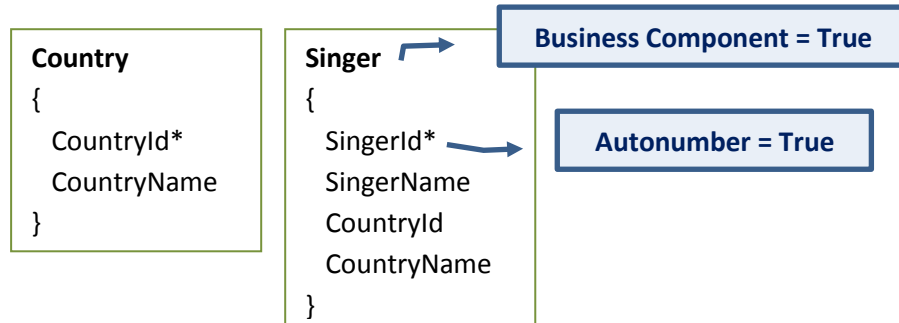 Country
{
CountryId*
CountryName
}
Singer
{
SingerId*
SingerName
CountryId
CountryName
}
Business Component = True
Autonumber = True